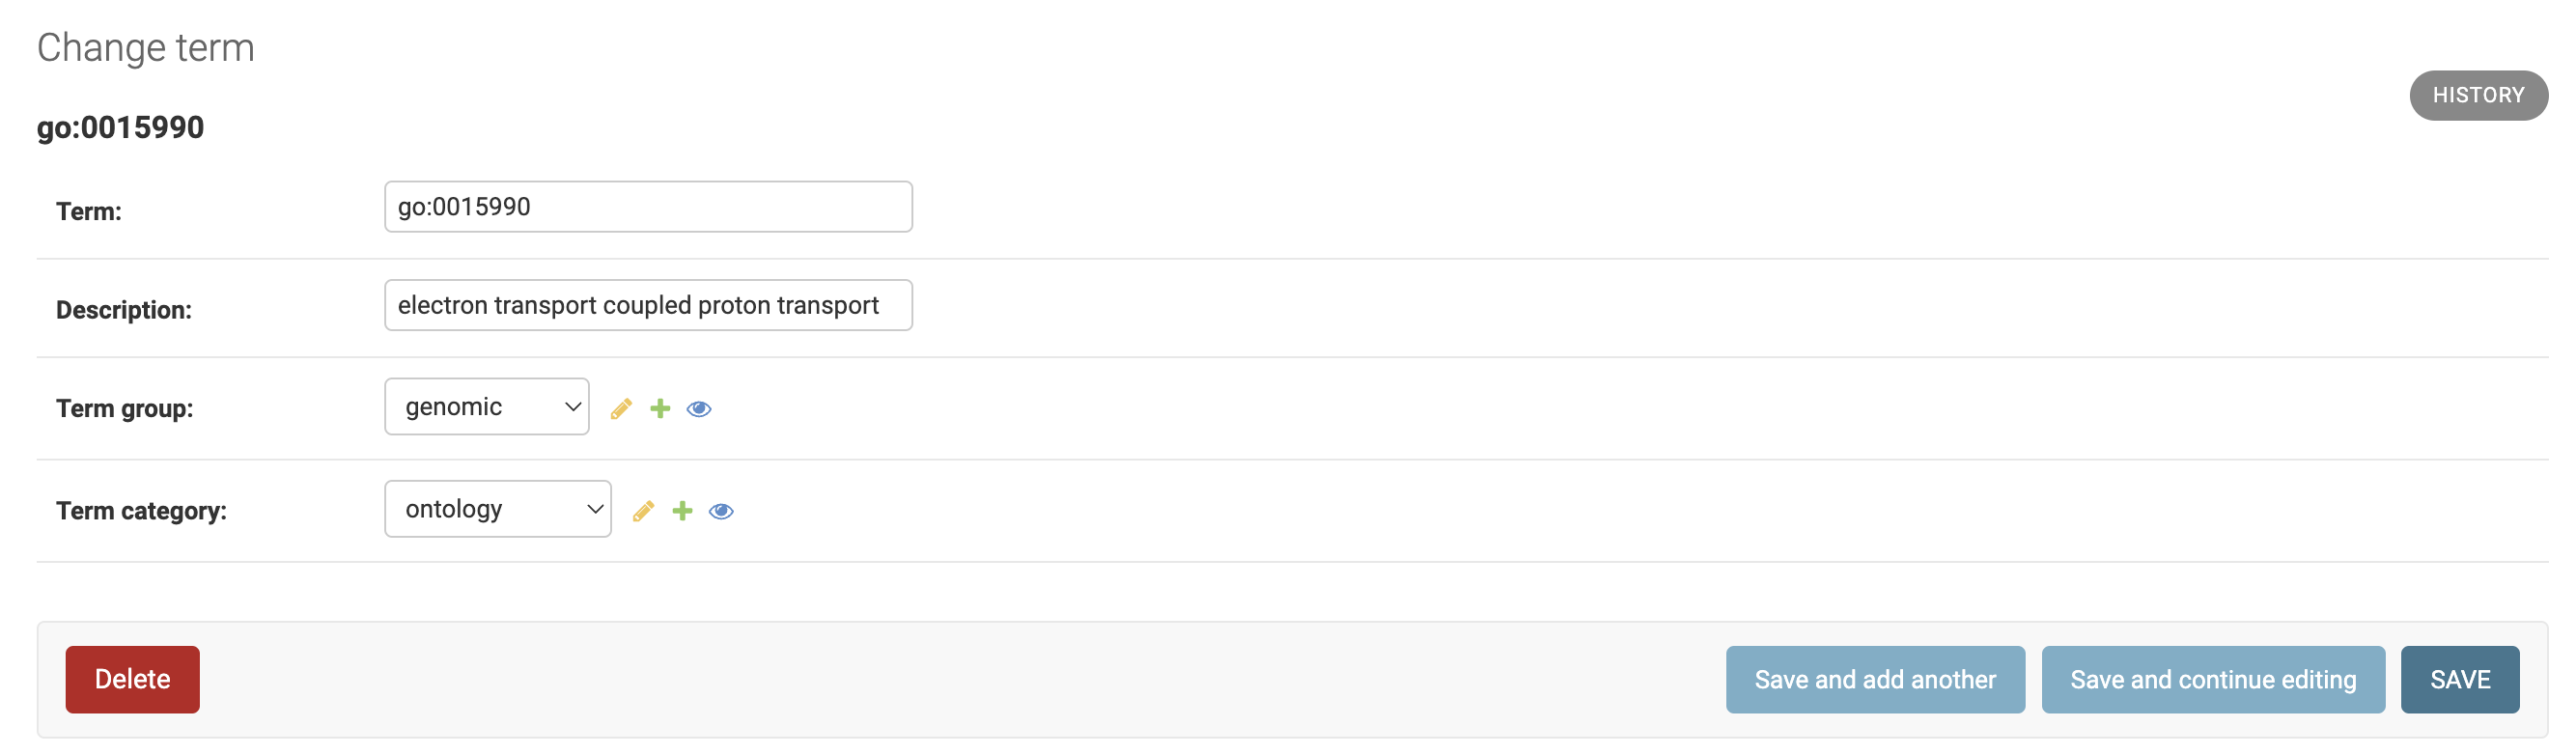 Change term
HISTORY
go:0015990
Term: go:0015990
Description: electron transport coupled proton transport
Term group: genomic
Term category: ontology
Delete Save and add another Save and continue editing SAVE